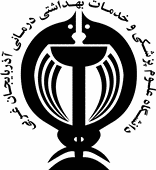 دانشگاه علوم پزشکی و خدمات بهداشتی درمانی آذربایجان غربی